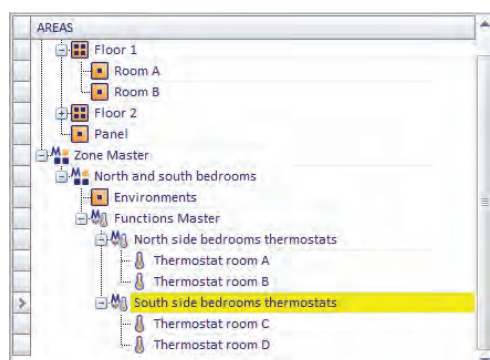 AREAS
Floor 1
Room A
Room B
Floor 2
Panel
Zone Master
North and south bedrooms
Environments
Functions Master
North side bedrooms thermostats
Thermostat room A
Thermostat room B
South side bedrooms thermostats
Thermostat room C
Thermostat room D